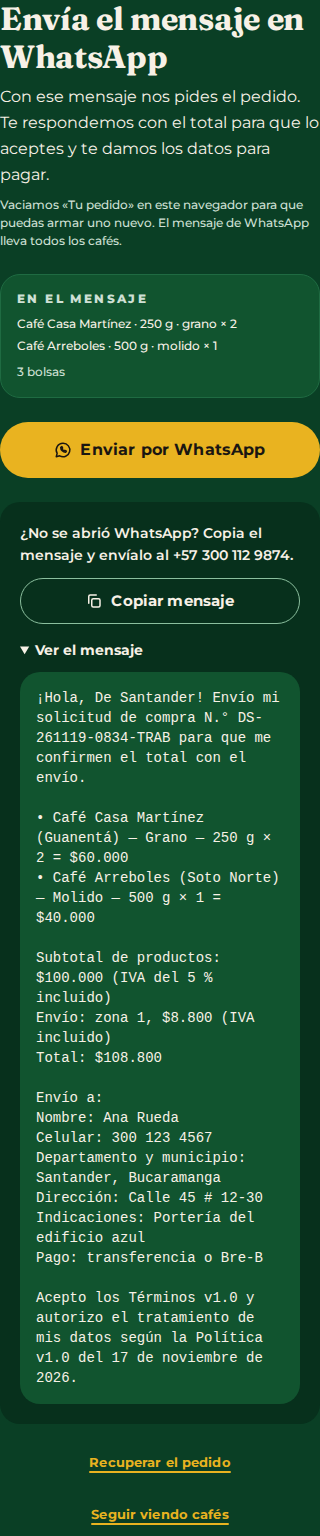 Envía el mensaje en
WhatsApp
Con ese mensaje nos pides el pedido.
Te respondemos con el total para que lo
aceptes y te damos los datos para
pagar.
Vaciamos «Tu pedido» en este navegador para que
puedas armar uno nuevo. El mensaje de WhatsApp
lleva todos los cafés.
EN EL MENSAJE
Café Casa Martínez · 250 g · grano × 2
Café Arreboles · 500 g · molido × 1
3 bolsas
Enviar por WhatsApp
¿No se abrió WhatsApp? Copia el
mensaje y envíalo al +57 300 112 9874.
Copiar mensaje
▼ Ver el mensaje
¡Hola, De Santander! Envío mi
solicitud de compra N.° DS-
261119-0834-TRAB para que me
confirmen el total con el
envío.
• Café Casa Martínez
(Guanentá) — Grano — 250 g ×
2 = $60.000
• Café Arreboles (Soto Norte)
— Molido — 500 g × 1 =
$40.000
Subtotal de productos:
$100.000 (IVA del 5 %
incluido)
Envío: zona 1, $8.800 (IVA
incluido)
Total: $108.800
Envío a:
Nombre: Ana Rueda
Celular: 300 123 4567
Departamento y municipio:
Santander, Bucaramanga
Dirección: Calle 45 # 12-30
Indicaciones: Portería del
edificio azul
Pago: transferencia o Bre-B
Acepto los Términos v1.0 y
autorizo el tratamiento de
mis datos según la Política
v1.0 del 17 de noviembre de
2026.
Recuperar el pedido
Seguir viendo cafés